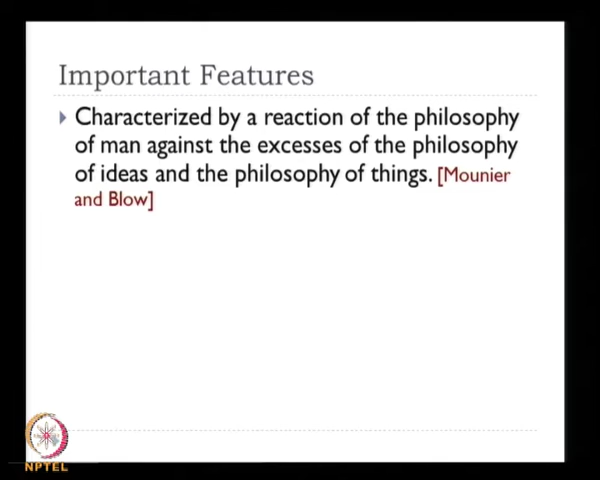 Important Features
Characterized by a reaction of the philosophy
of man against the excesses of the philosophy
of ideas and the philosophy of things. [Mounier
and Blow]
NPTEL